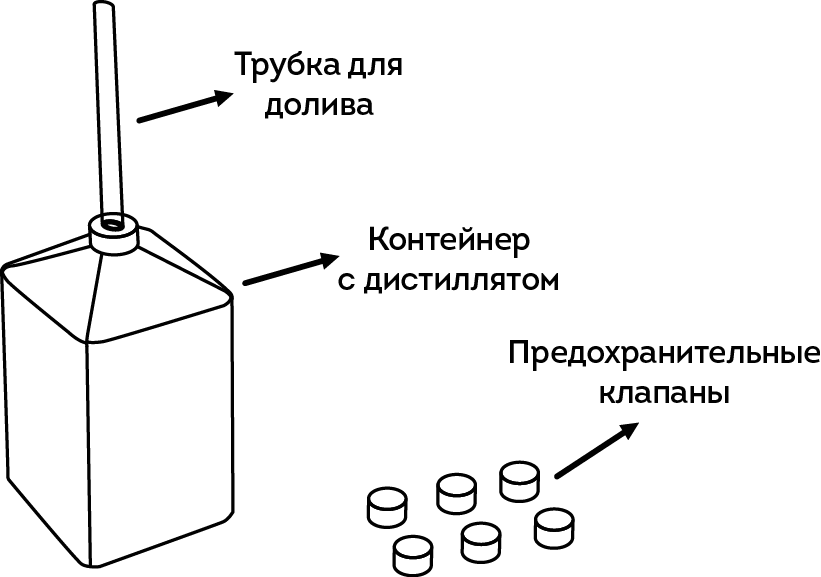 Трубка для
долива
Контейнер
с дистиллятом
Предохранительные
клапаны